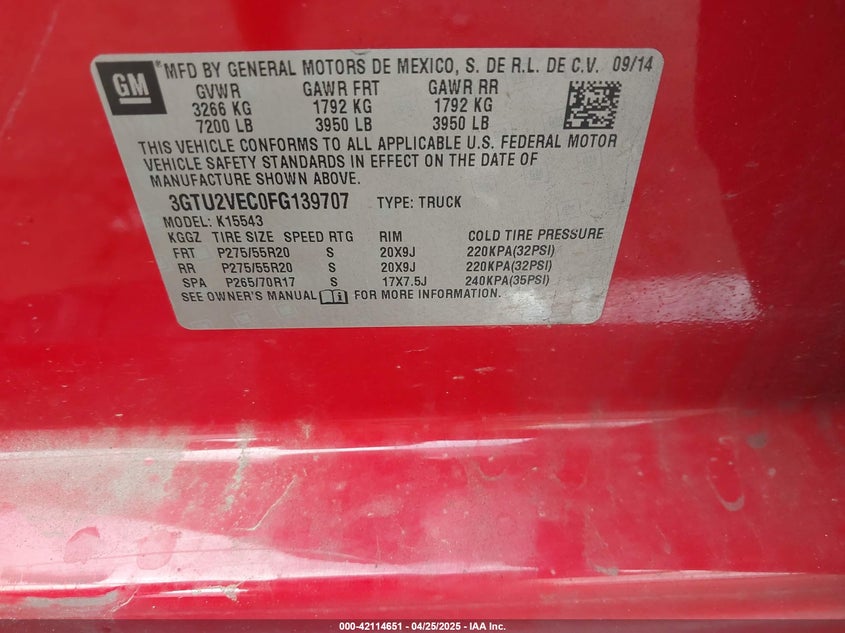 GM *MFD BY GENERAL MOTORS DE MEXICO, S. DE R.L. DE C.V. 09/14
GVWR GAWR FRT GAWR RR
3266 KG 1792 KG 1792 KG
7200 LB 3950 LB 3950 LB
THIS VEHICLE CONFORMS TO ALL APPLICABLE U.S. FEDERAL MOTOR
VEHICLE SAFETY STANDARDS IN EFFECT ON THE DATE OF
MANUFACTURE SHOWN ABOVE.
3GTU2VEC0FG139707 TYPE: TRUCK
MODEL: K15543
KGGZ TIRE SIZE SPEED RTG RIM COLD TIRE PRESSURE
FRT P275/55R20 S 20X9J 220KPA(32PSI)
RR P275/55R20 S 20X9J 220KPA(32PSI)
SPA P265/70R17 S 17X7.5J 240KPA(35PSI)
SEE OWNER'S MANUAL FOR MORE INFORMATION.
000-42114651 | 04/25/2025 - IAA Inc.